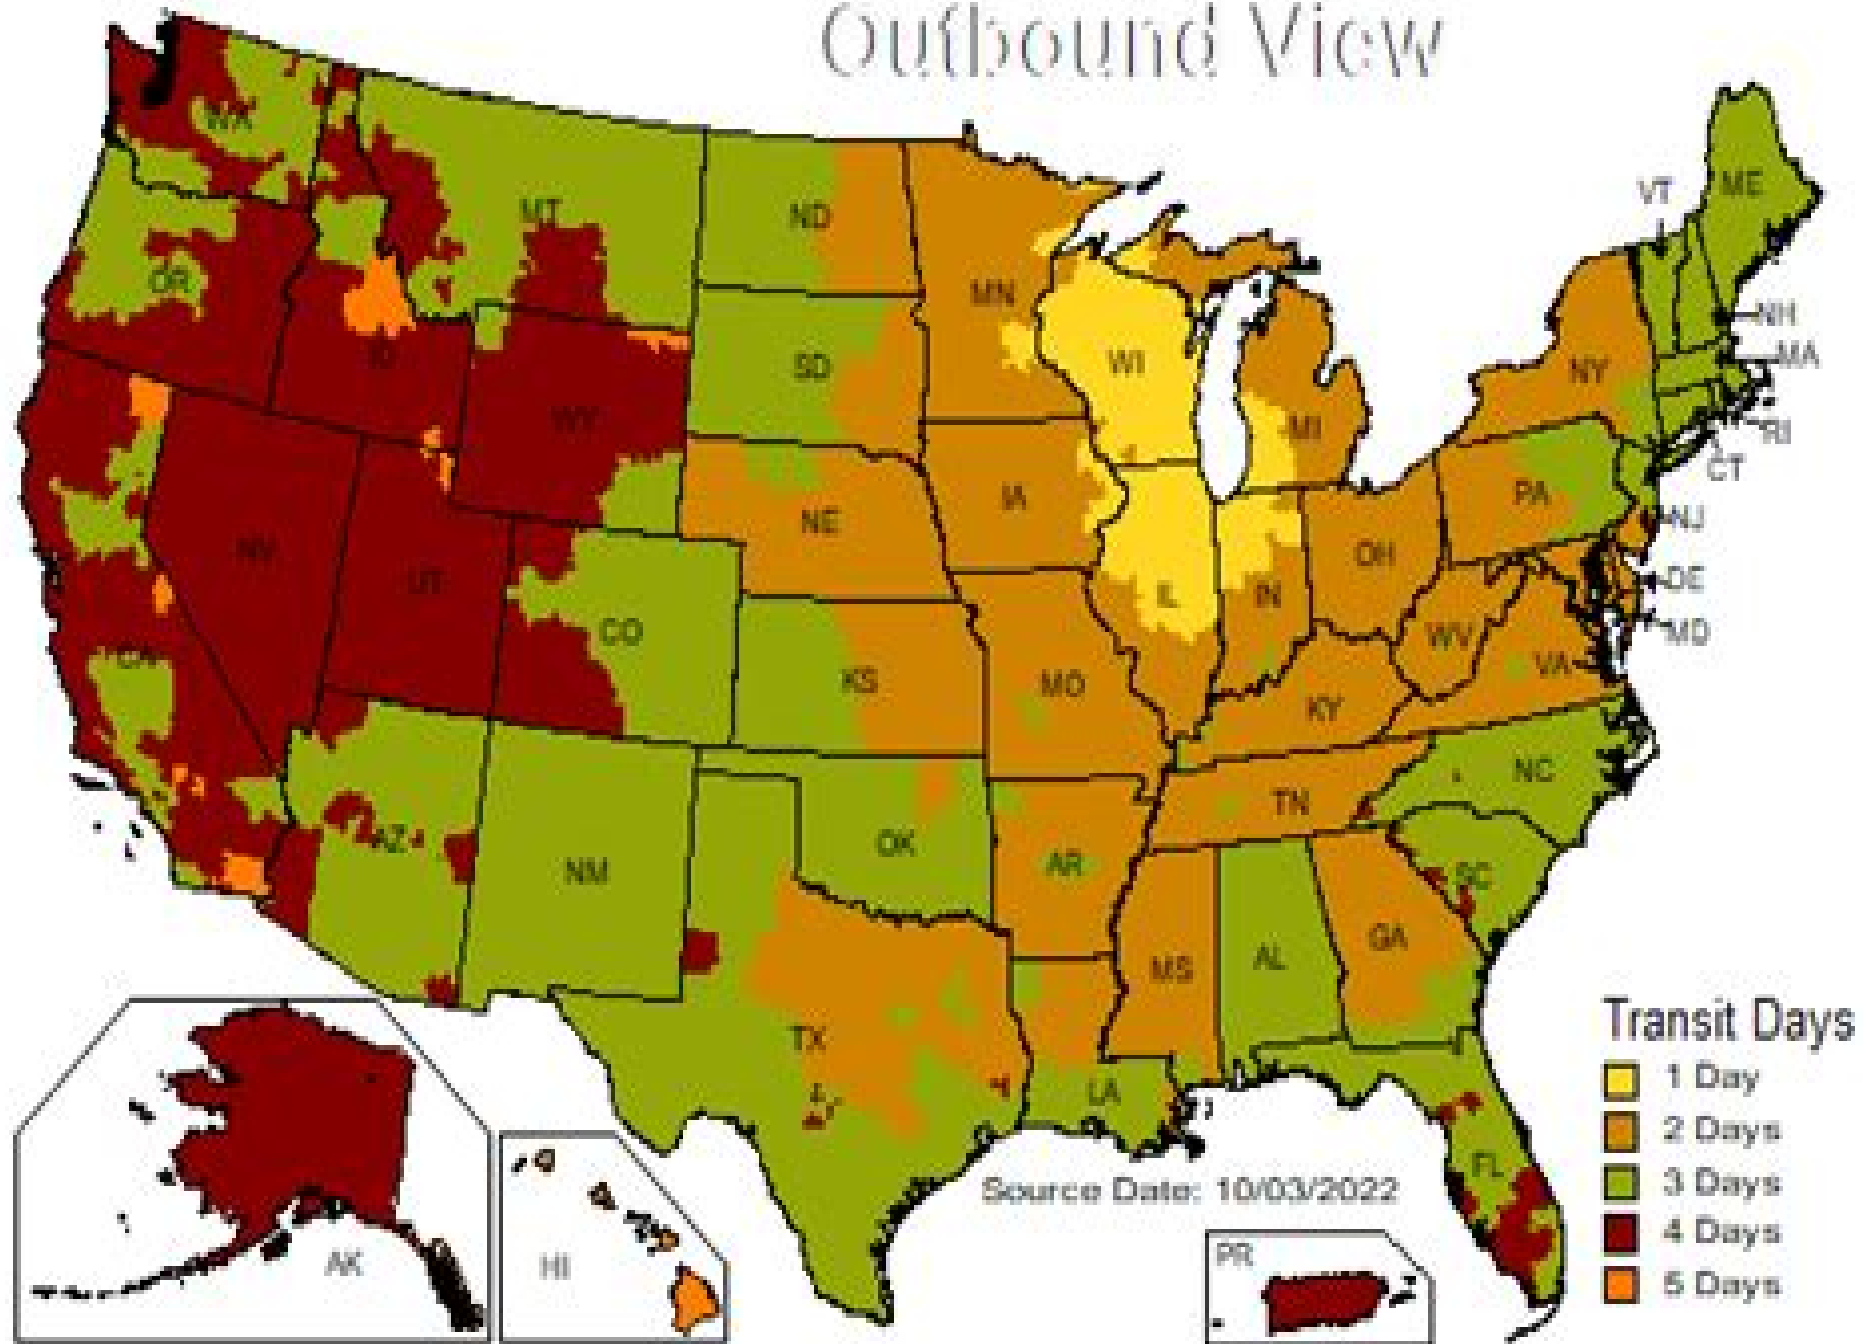 Outbound View
WA
MT
ND
MN
VT
ME
OR
ID
SD
WI
NY
NH
MA
WY
MI
RI
CT
NE
IA
PA
NJ
NV
UT
CO
IL
IN
OH
DE
MD
CA
KS
MO
WV
VA
KY
AZ
NM
OK
AR
TN
NC
SC
TX
LA
MS
AL
GA
FL
AK
HI
PR
Source Date: 10/03/2022
Transit Days
1 Day
2 Days
3 Days
4 Days
5 Days